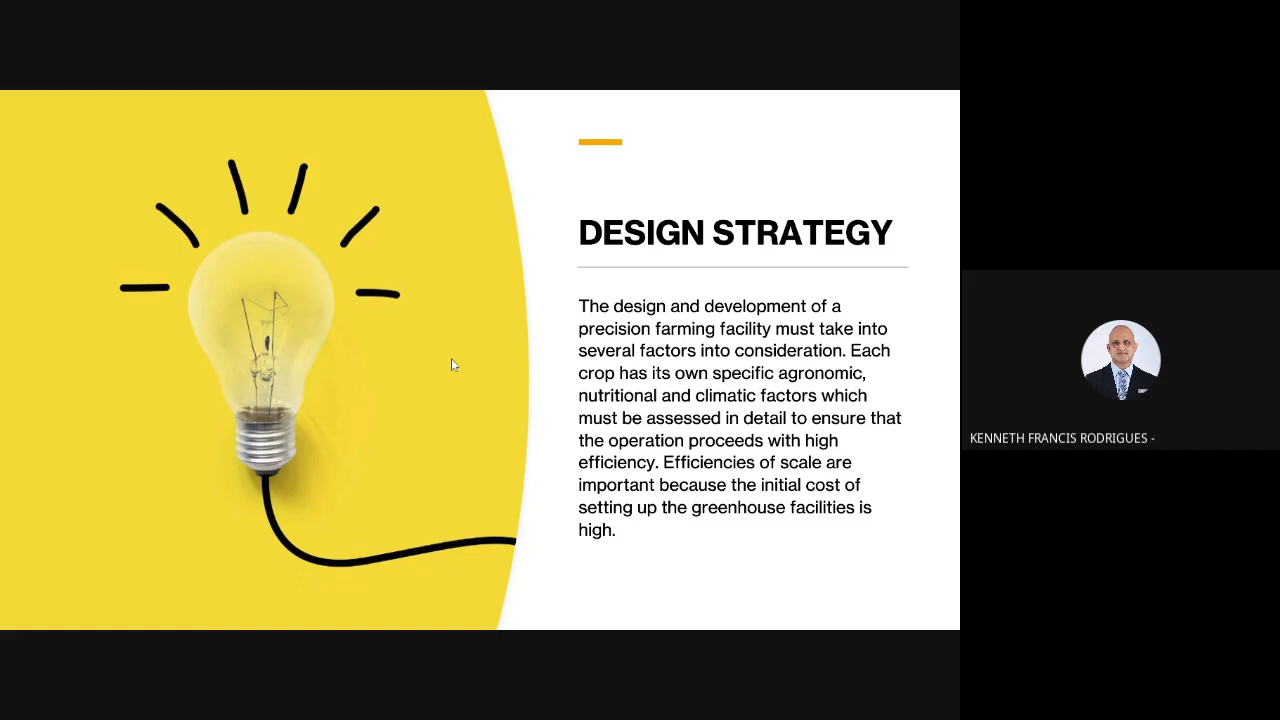 DESIGN STRATEGY
The design and development of a
precision farming facility must take into
several factors into consideration. Each
crop has its own specific agronomic,
nutritional and climatic factors which
must be assessed in detail to ensure that
the operation proceeds with high
efficiency. Efficiencies of scale are
important because the initial cost of
setting up the greenhouse facilities is
high.
KENNETH FRANCIS RODRIGUES -